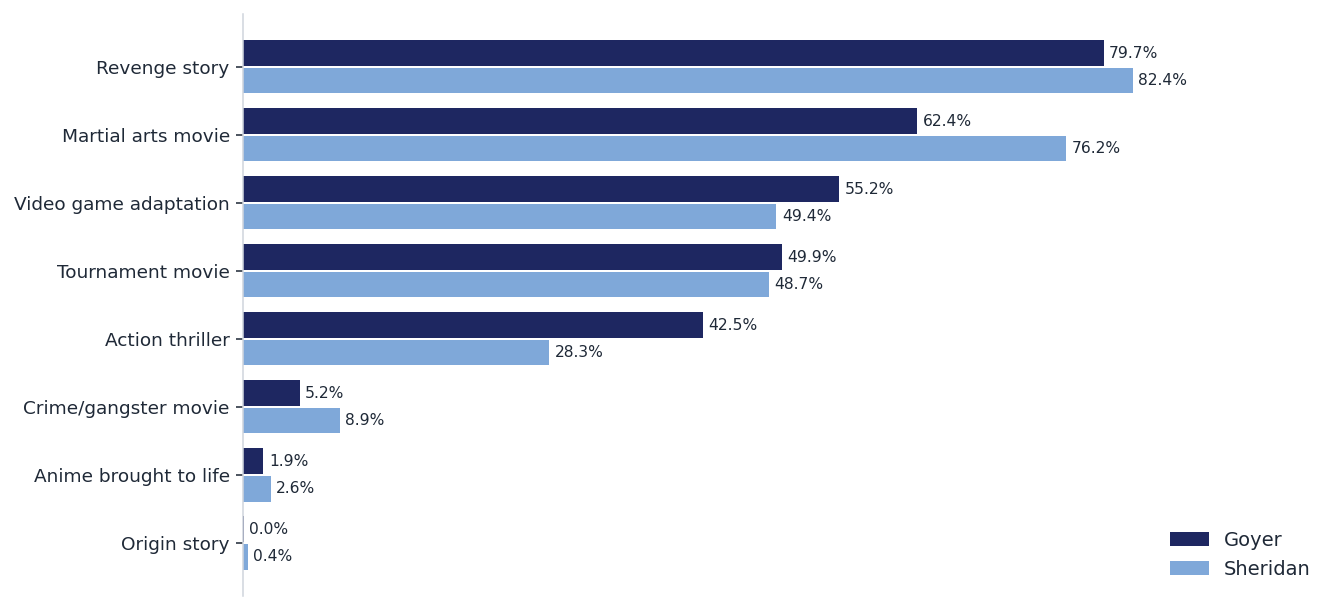 Revenge story
79.7%
82.4%
Martial arts movie
62.4%
76.2%
Video game adaptation
55.2%
49.4%
Tournament movie
49.9%
48.7%
Action thriller
42.5%
28.3%
Crime/gangster movie
5.2%
8.9%
Anime brought to life
1.9%
2.6%
Origin story
0.0%
0.4%
Goyer
Sheridan